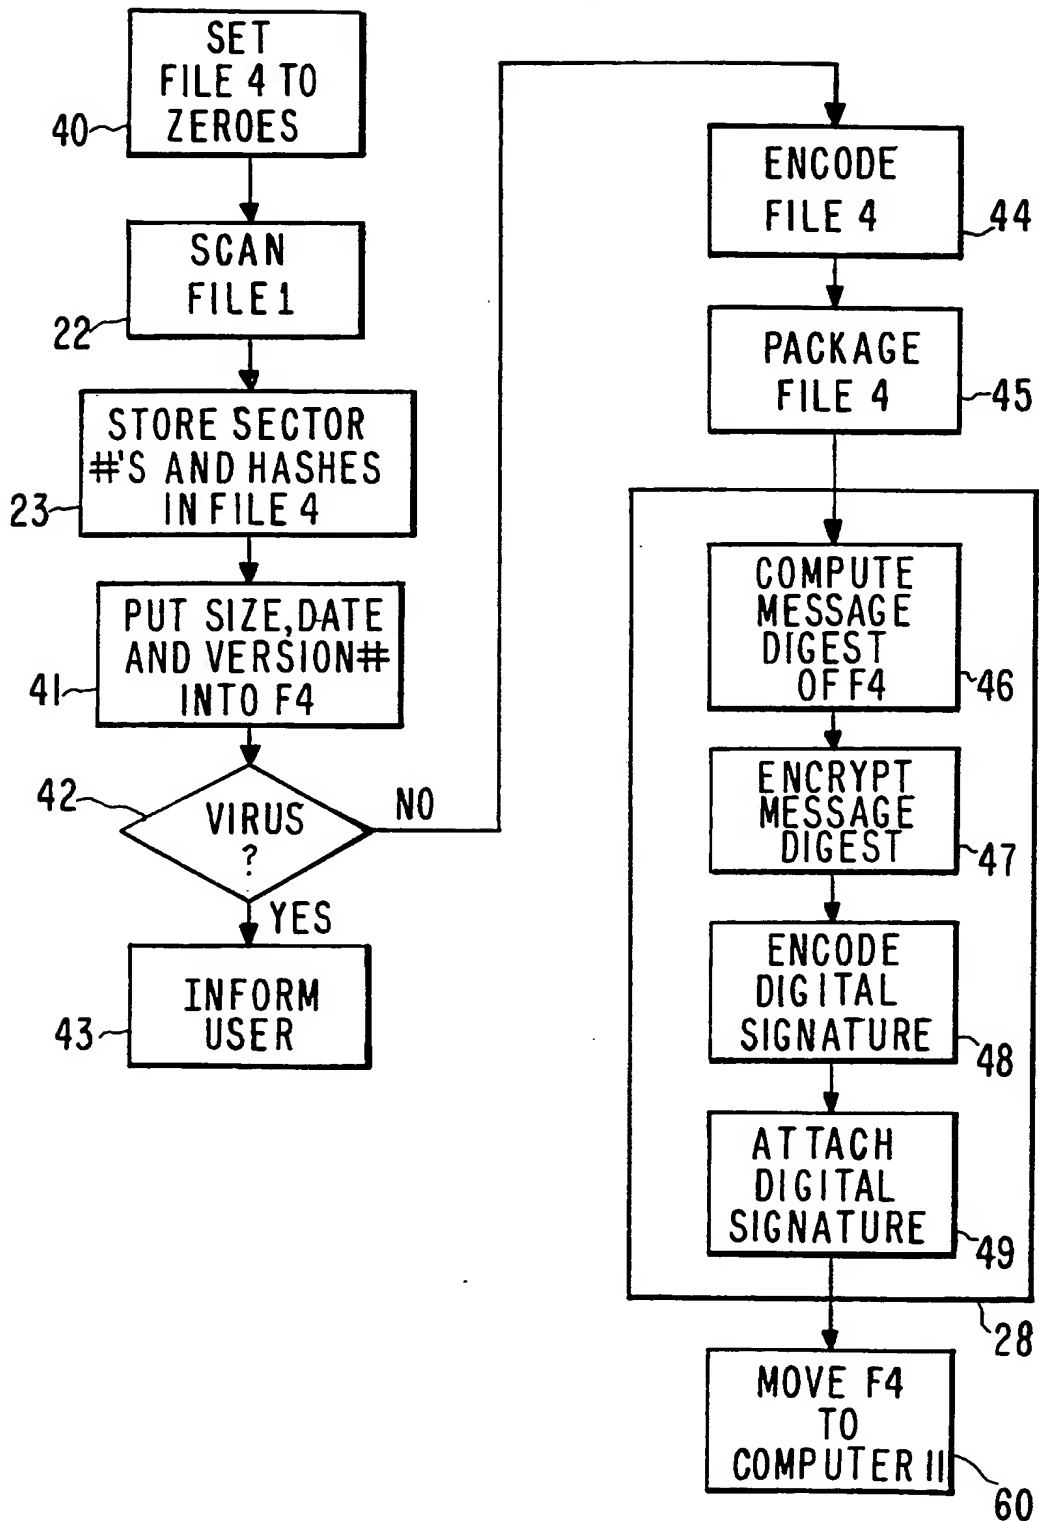 SET
FILE 4 TO
ZEROES
40
SCAN
FILE 1
22
STORE SECTOR
#'S AND HASHES
IN FILE 4
23
PUT SIZE, DATE
AND VERSION #
INTO F4
41
42
VIRUS
?
NO
YES
INFORM
USER
43
ENCODE
FILE 4
44
PACKAGE
FILE 4
45
COMPUTE
MESSAGE
DIGEST
OF F4
46
ENCRYPT
MESSAGE
DIGEST
47
ENCODE
DIGITAL
SIGNATURE
48
ATTACH
DIGITAL
SIGNATURE
49
28
MOVE F4
TO
COMPUTER 11
60